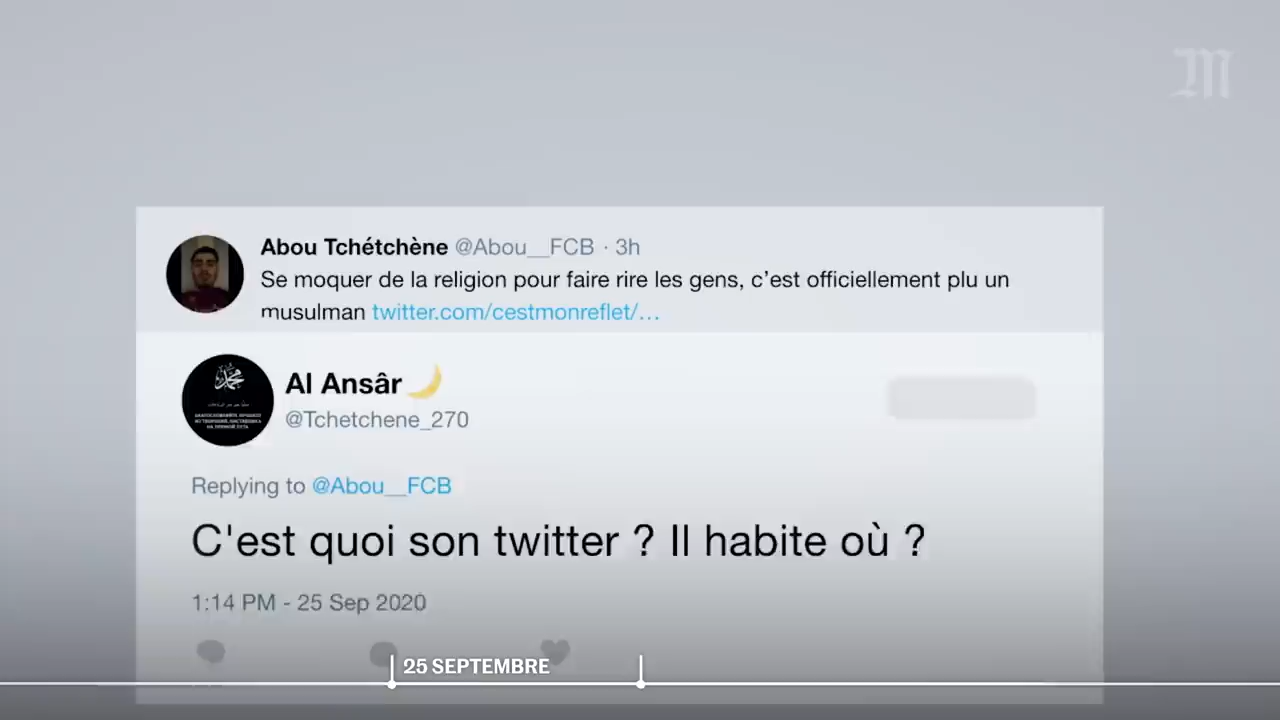 M
Abou Tchétchène @Abou__FCB · 3h
Se moquer de la religion pour faire rire les gens, c’est officiellement plu un
musulman twitter.com/cestmonreflet/…
محمد
Al Ansâr 🌙
@Tchetchene_270
Replying to @Abou__FCB
C'est quoi son twitter ? Il habite où ?
1:14 PM - 25 Sep 2020
25 SEPTEMBRE